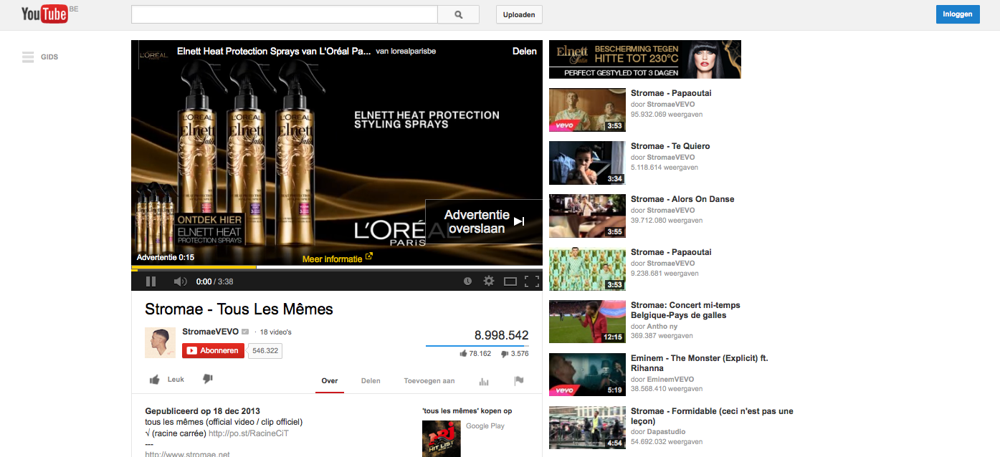 YouTube BE
Uploaden
Inloggen
GIDS
L'ORÉAL
Elnett Heat Protection Sprays van L'Oréal Pa... van lorealparisbe
Delen
L'ORÉAL L'ORÉAL L'ORÉAL
Elnett Elnett Elnett
Satin Satin Satin
ELNETT HEAT PROTECTION
STYLING SPRAYS
ONTDEK HIER
ELNETT HEAT
PROTECTION SPRAYS
L'ORÉAL
PARIS
Advertentie
overslaan
Advertentie 0:15
Meer informatie
0:00 / 3:38
Stromae - Tous Les Mêmes
StromaeVEVO · 18 video's
Abonneren 546.322
8.998.542
78.162 3.576
Leuk
Over Delen Toevoegen aan
Gepubliceerd op 18 dec 2013
tous les mêmes (official video / clip officiel)
√ (racine carrée) http://po.st/RacineCiT
---
http://www.stromae.net
'tous les mêmes' kopen op
Google Play
NRJ
HIT LIST
Elnett
Satin
BESCHERMING TEGEN
HITTE TOT 230°C
PERFECT GESTYLED TOT 3 DAGEN
vevo
3:53
Stromae - Papaoutai
door StromaeVEVO
95.932.069 weergaven
3:34
Stromae - Te Quiero
door StromaeVEVO
5.118.614 weergaven
3:55
Stromae - Alors On Danse
door StromaeVEVO
39.712.080 weergaven
3:53
Stromae - Papaoutai
door StromaeVEVO
9.238.681 weergaven
12:15
Stromae: Concert mi-temps
Belgique-Pays de galles
door Antho ny
369.387 weergaven
vevo
5:19
Eminem - The Monster (Explicit) ft.
Rihanna
door EminemVEVO
38.568.410 weergaven
4:54
Stromae - Formidable (ceci n'est pas une
leçon)
door Dapastudio
54.692.032 weergaven